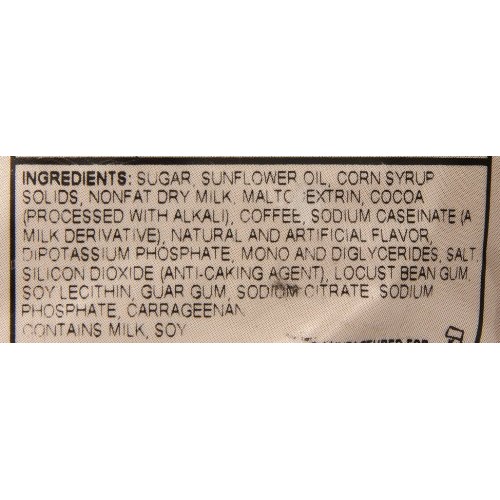 INGREDIENTS: SUGAR, SUNFLOWER OIL, CORN SYRUP
SOLIDS, NONFAT DRY MILK, MALTODEXTRIN, COCOA
(PROCESSED WITH ALKALI), COFFEE, SODIUM CASEINATE (A
MILK DERIVATIVE), NATURAL AND ARTIFICIAL FLAVOR,
DIPOTASSIUM PHOSPHATE, MONO AND DIGLYCERIDES, SALT,
SILICON DIOXIDE (ANTI-CAKING AGENT), LOCUST BEAN GUM,
SOY LECITHIN, GUAR GUM, SODIUM CITRATE, SODIUM
PHOSPHATE, CARRAGEENAN
CONTAINS MILK, SOY